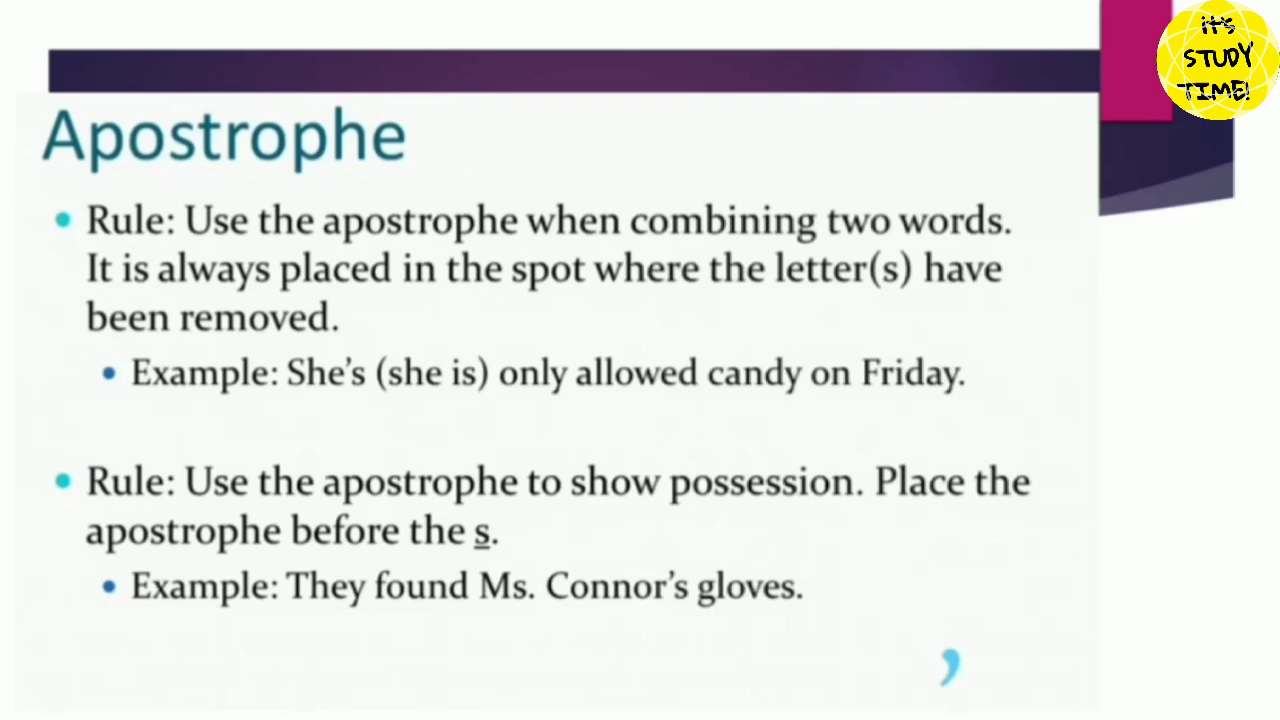 iT's
STUDY
TIME!
Apostrophe
Rule: Use the apostrophe when combining two words.
It is always placed in the spot where the letter(s) have
been removed.
Example: She’s (she is) only allowed candy on Friday.
Rule: Use the apostrophe to show possession. Place the
apostrophe before the s.
Example: They found Ms. Connor’s gloves.
,